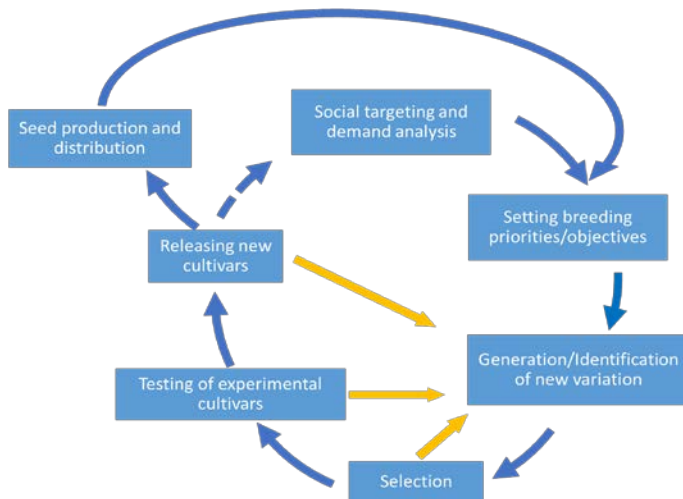 Seed production and
distribution
Social targeting and
demand analysis
Setting breeding
priorities/objectives
Releasing new
cultivars
Generation/Identification
of new variation
Testing of experimental
cultivars
Selection